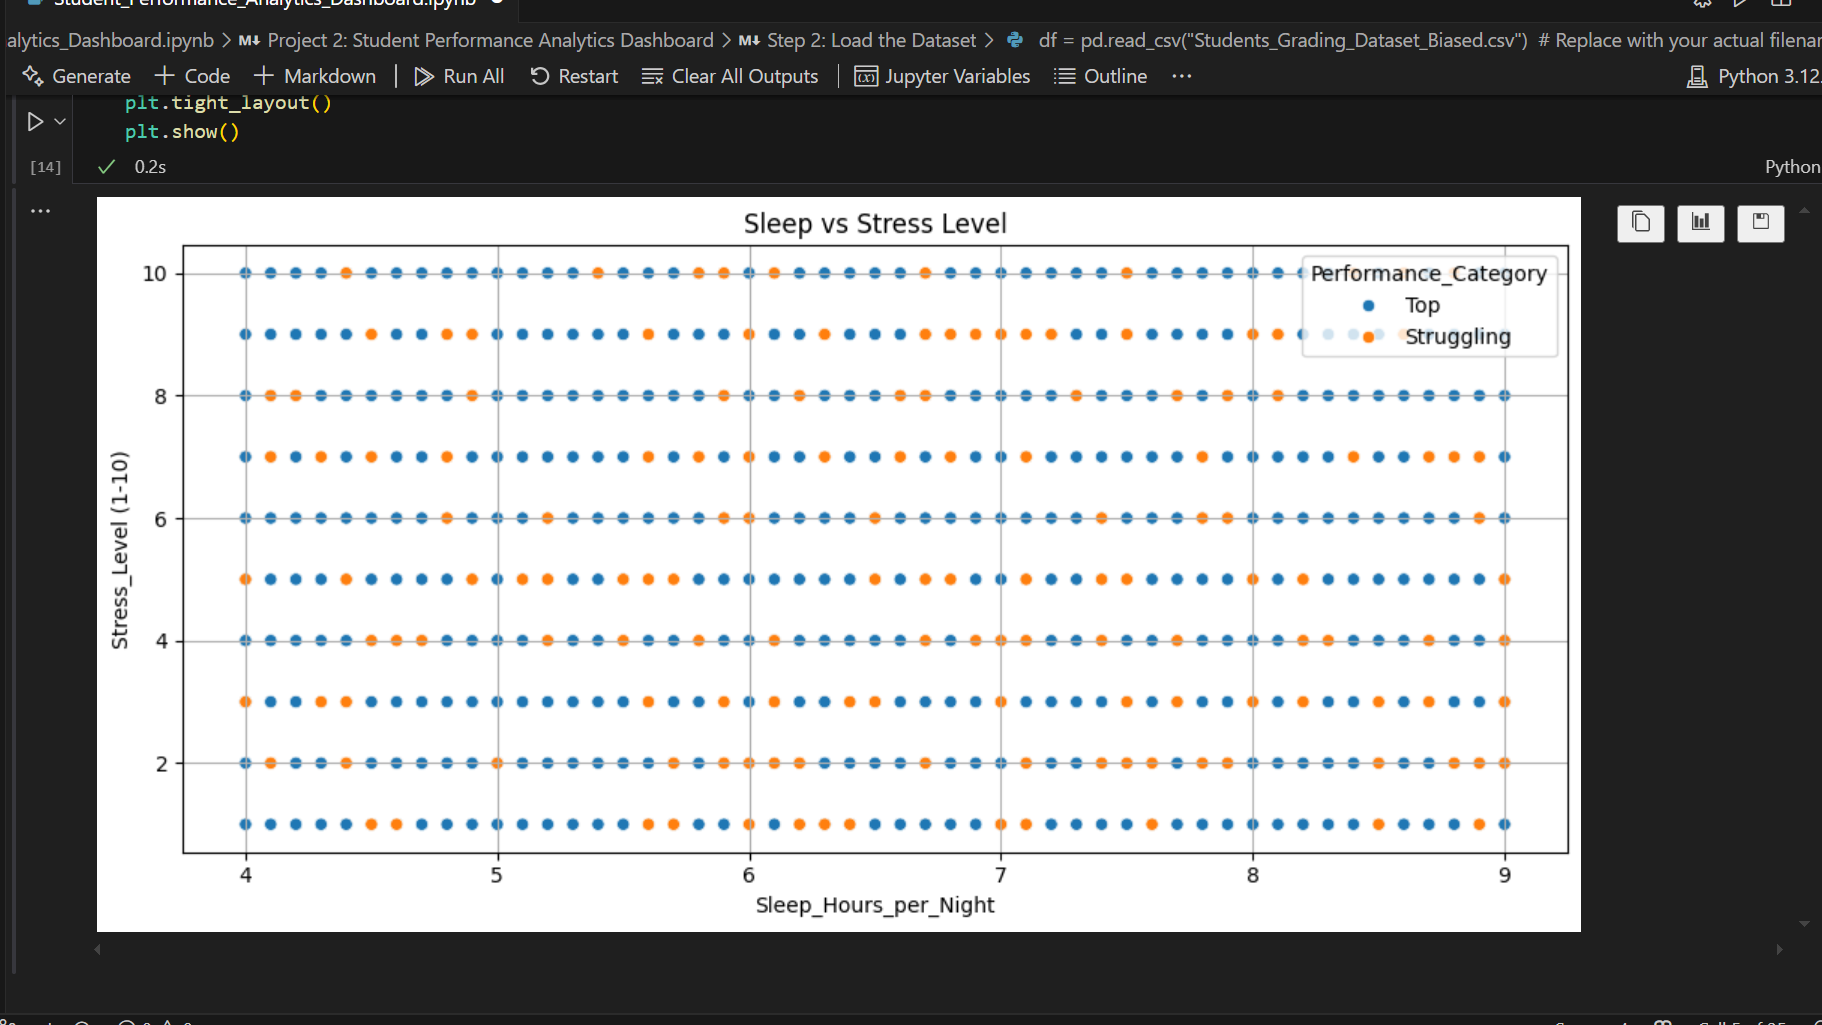 Student_Performance_Analytics_Dashboard.ipynb
alytics_Dashboard.ipynb > M↓ Project 2: Student Performance Analytics Dashboard > M↓ Step 2: Load the Dataset > df = pd.read_csv("Students_Grading_Dataset_Biased.csv") # Replace with your actual filenar
Generate + Code + Markdown | Run All Restart Clear All Outputs | Jupyter Variables Outline ... Python 3.12.
plt.tight_layout()
plt.show()
[14] 0.2s Python
Sleep vs Stress Level
Performance_Category
Top
Struggling
10
8
6
4
2
Stress_Level (1-10)
4 5 6 7 8 9
Sleep_Hours_per_Night